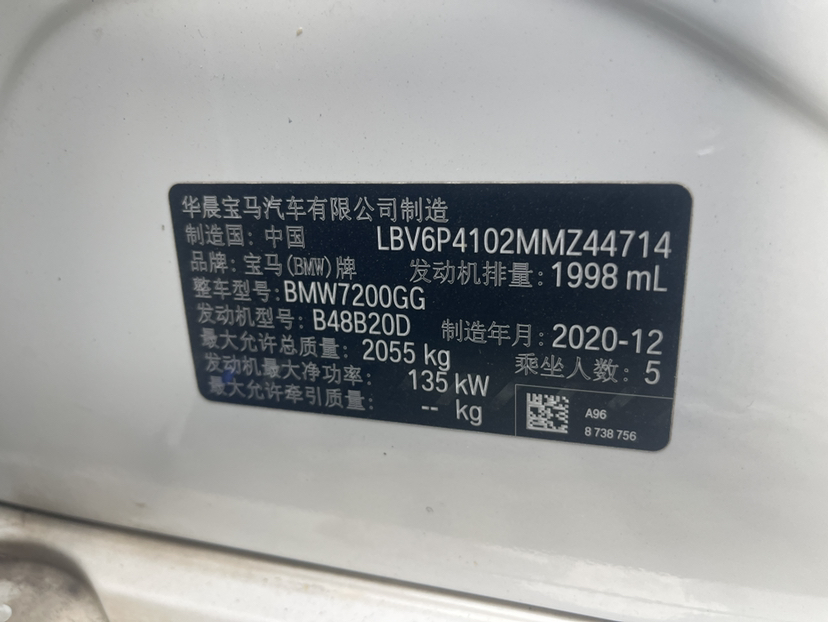 华晨宝马汽车有限公司制造
制造国: 中国 LBV6P4102MMZ44714
品牌: 宝马(BMW)牌 发动机排量: 1998 mL
整车型号: BMW7200GG
发动机型号: B48B20D 制造年月: 2020-12
最大允许总质量: 2055 kg 乘坐人数: 5
发动机最大净功率: 135 kW
最大允许牵引质量: -- kg
A96
8 738 756